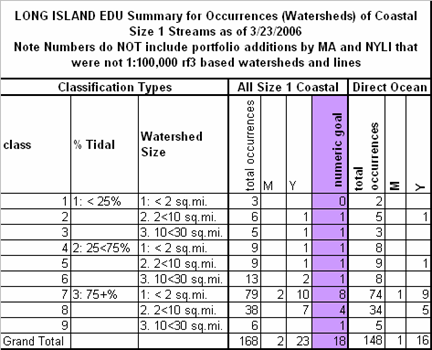 LONG ISLAND EDU Summary for Occurrences (Watersheds) of Coastal
Size 1 Streams as of 3/23/2006
Note Numbers do NOT include portfolio additions by MA and NYLI that
were not 1:100,000 rf3 based watersheds and lines
Classification Types All Size 1 Coastal Direct Ocean
class % Tidal Watershed Size total occurrences M Y numeric goal total occurrences M Y
1 1: < 25% 1: < 2 sq.mi. 3 0 2
2 2. 2<10 sq.mi. 6 1 1 5 1
3 3. 10<30 sq.mi. 5 1 1 3
4 2: 25<75% 1: < 2 sq.mi. 9 1 1 8
5 2. 2<10 sq.mi. 9 1 1 9 1
6 3. 10<30 sq.mi. 13 2 1 8
7 3: 75+% 1: < 2 sq.mi. 79 2 10 8 74 1 9
8 2. 2<10 sq.mi. 38 7 4 34 5
9 3. 10<30 sq.mi. 6 1 5
Grand Total 168 2 23 18 148 1 16